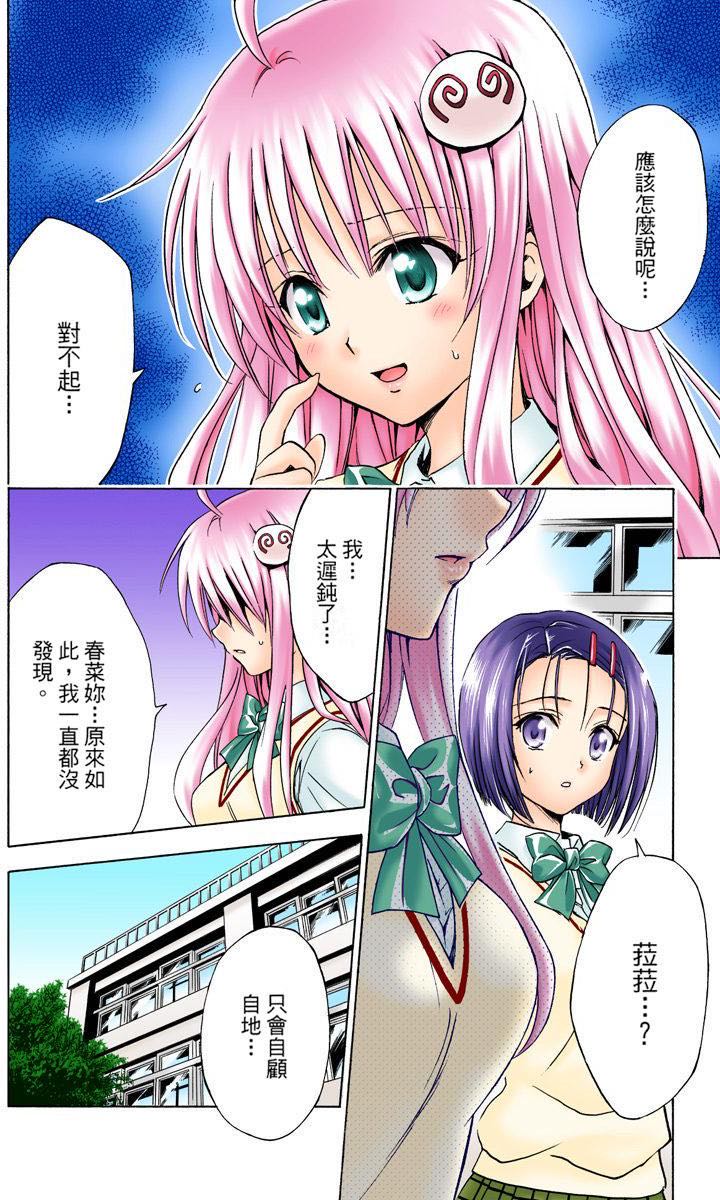 應該怎麼說呢…
對不起…
菈菈…?
我…
太遲鈍了…
春菜妳…原來如
此，我一直都沒
發現。
只會自顧
自地…